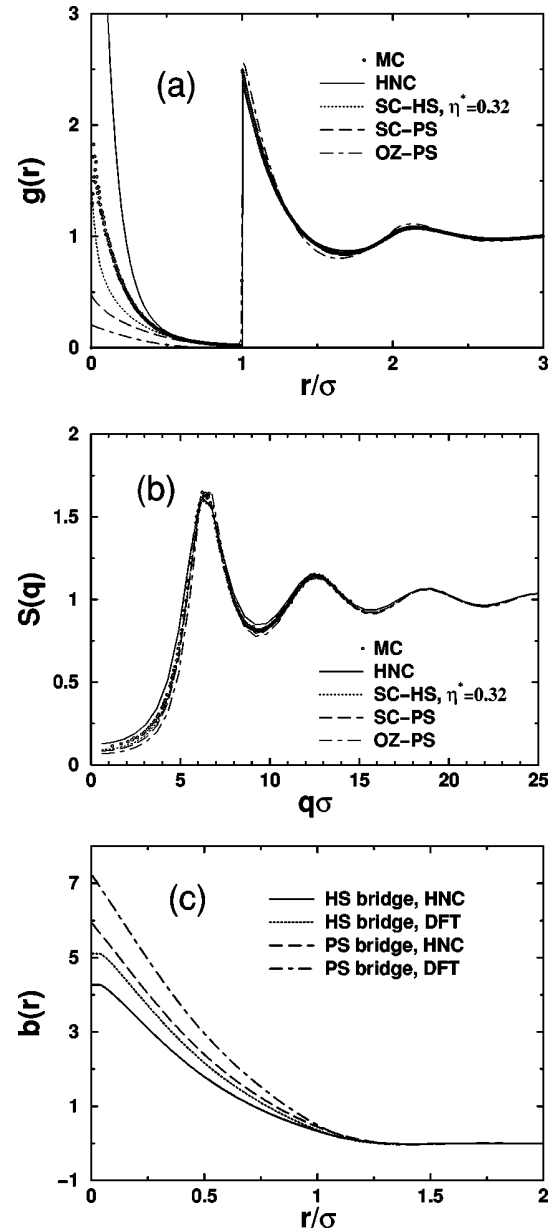 3
(a)
MC
HNC
SC-HS, η*=0.32
SC-PS
OZ-PS
2
g(r)
1
0
0 1 2 3
r/σ
2
(b)
1.5
S(q)
1
MC
HNC
SC-HS, η*=0.32
SC-PS
OZ-PS
0.5
0
0 5 10 15 20 25
qσ
7
(c)
HS bridge, HNC
HS bridge, DFT
PS bridge, HNC
PS bridge, DFT
5
b(r)
3
1
−1
0 0.5 1 1.5 2
r/σ